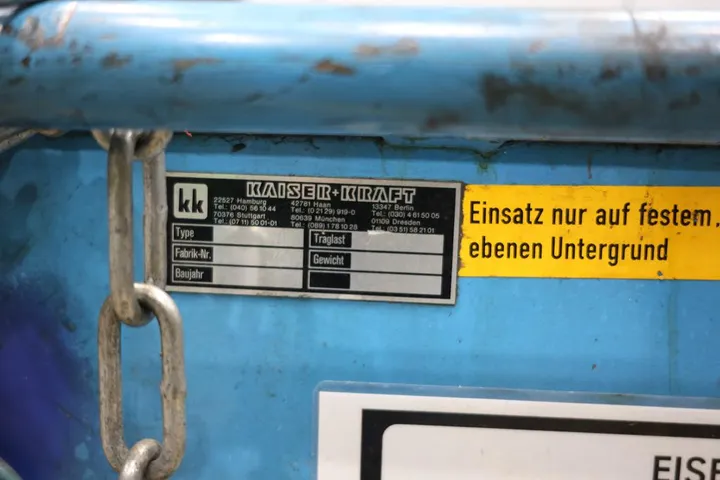 kk
KAISER+KRAFT
22527 Hamburg
Tel.: (040) 56 10 44
70376 Stuttgart
Tel.: (07 11) 50 01-01
42781 Haan
Tel.: (0 21 29) 919-0
80639 München
Tel.: (089) 1 78 10 28
13347 Berlin
Tel.: (030) 4 61 50 05
01109 Dresden
Tel.: (03 51) 58 21 01
Type
Fabrik-Nr.
Baujahr
Traglast
Gewicht
Einsatz nur auf festem,
ebenen Untergrund
EISE